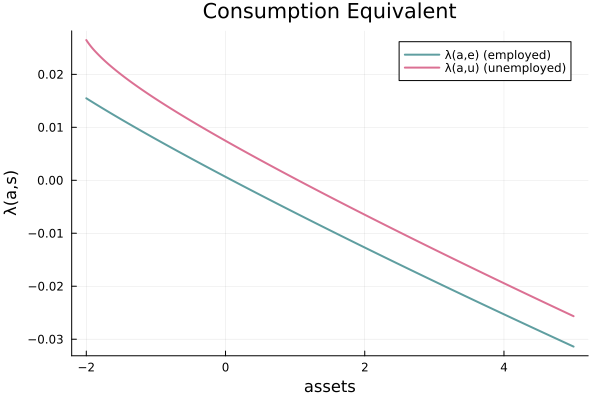 Consumption Equivalent
λ(a,e) (employed)
λ(a,u) (unemployed)
0.02
0.01
0.00
−0.01
−0.02
−0.03
λ(a,s)
−2
0
2
4
assets